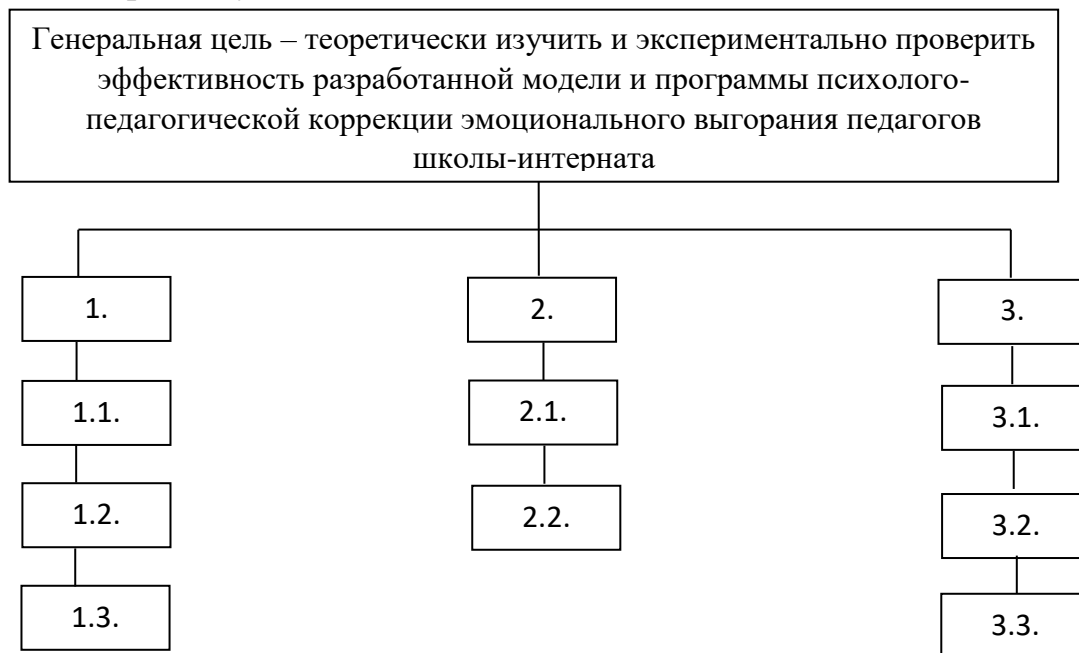 Генеральная цель – теоретически изучить и экспериментально проверить
эффективность разработанной модели и программы психолого-
педагогической коррекции эмоционального выгорания педагогов
школы-интерната
1.
2.
3.
1.1.
2.1.
3.1.
1.2.
2.2.
3.2.
1.3.
3.3.